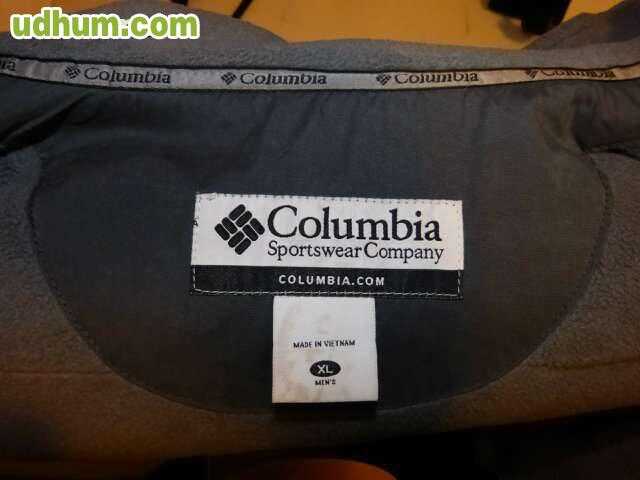 udhum.com
Columbia Columbia Columbia Columbia
Columbia
Sportswear Company
COLUMBIA.COM
MADE IN VIETNAM
XL
MEN'S